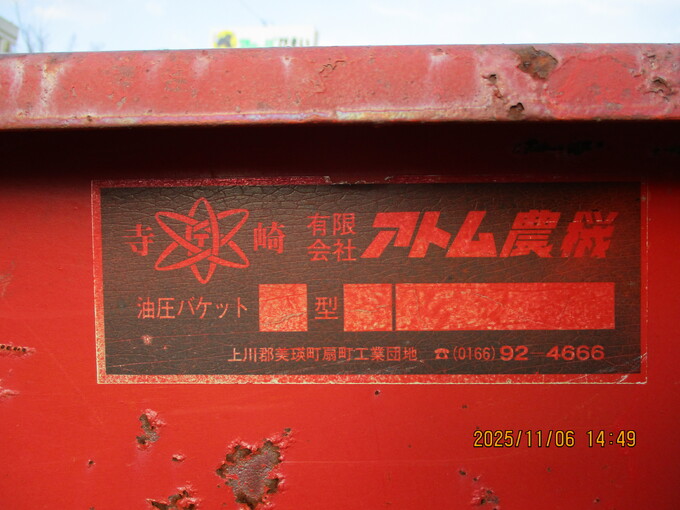 寺崎 有限会社 アトム農機
油圧バケット 型
上川郡美瑛町扇町工業団地 ☎(0166)92-4666
2025/11/06 14:49